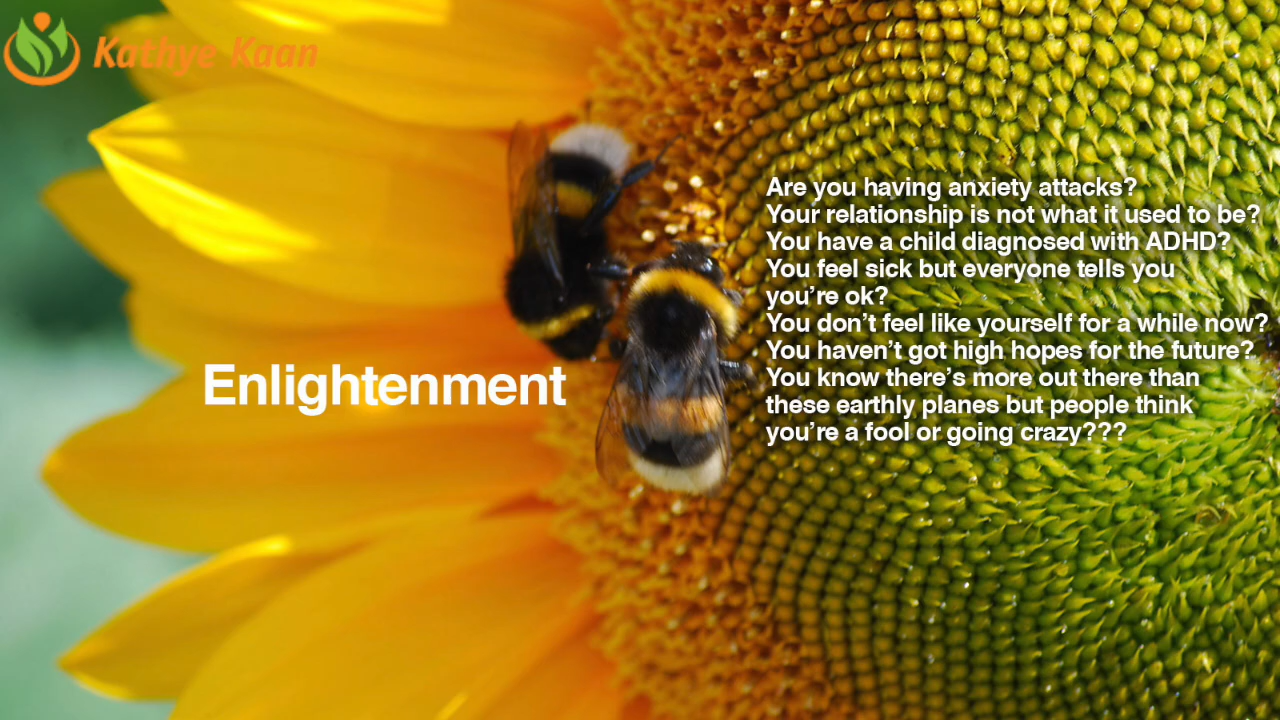 Kathye Kaan
Are you having anxiety attacks?
Your relationship is not what it used to be?
You have a child diagnosed with ADHD?
You feel sick but everyone tells you
you’re ok?
You don’t feel like yourself for a while now?
You haven’t got high hopes for the future?
You know there’s more out there than
these earthly planes but people think
you’re a fool or going crazy???
Enlightenment